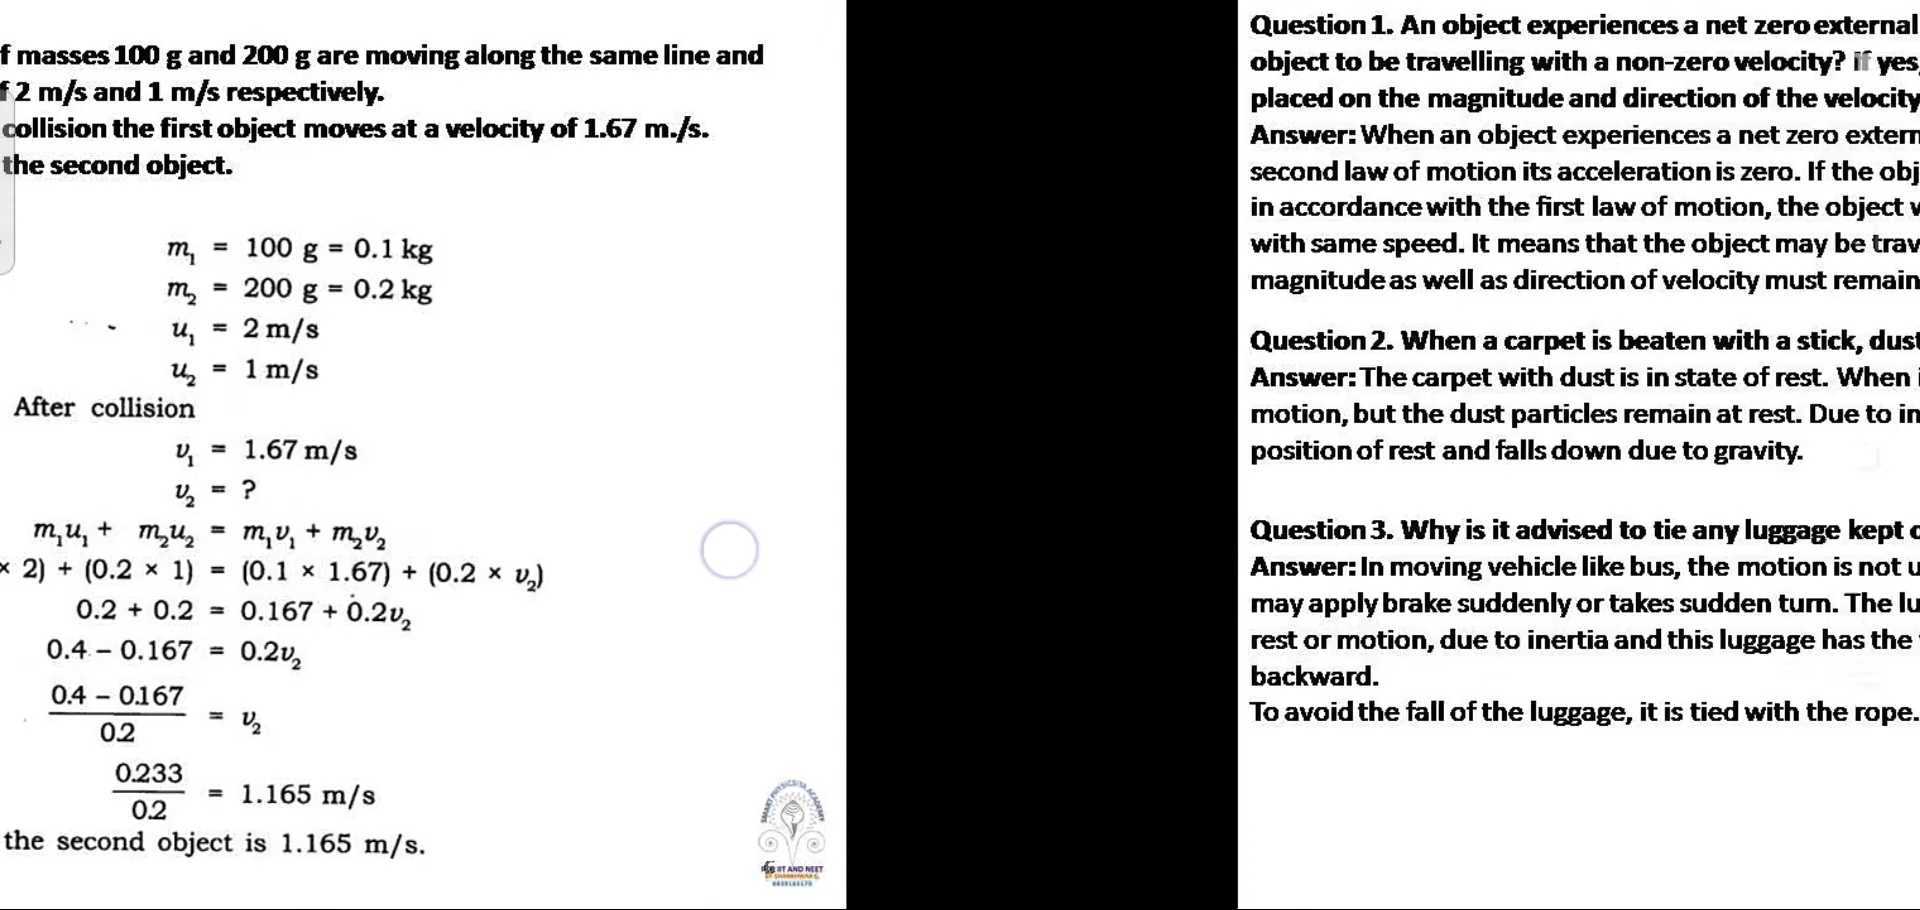 f masses 100 g and 200 g are moving along the same line and
f 2 m/s and 1 m/s respectively.
collision the first object moves at a velocity of 1.67 m./s.
the second object.
m₁ = 100 g = 0.1 kg
m₂ = 200 g = 0.2 kg
u₁ = 2 m/s
u₂ = 1 m/s
After collision
v₁ = 1.67 m/s
v₂ = ?
m₁u₁ + m₂u₂ = m₁v₁ + m₂v₂
× 2) + (0.2 × 1) = (0.1 × 1.67) + (0.2 × v₂)
0.2 + 0.2 = 0.167 + 0.2v₂
0.4 – 0.167 = 0.2v₂
0.4 – 0.167
0.2
= v₂
0.233
0.2
= 1.165 m/s
the second object is 1.165 m/s.
IIT AND NEET
Question 1. An object experiences a net zero external
object to be travelling with a non-zero velocity? if yes,
placed on the magnitude and direction of the velocity
Answer: When an object experiences a net zero extern
second law of motion its acceleration is zero. If the obj
in accordance with the first law of motion, the object w
with same speed. It means that the object may be trav
magnitude as well as direction of velocity must remain
Question 2. When a carpet is beaten with a stick, dust
Answer: The carpet with dust is in state of rest. When i
motion, but the dust particles remain at rest. Due to in
position of rest and falls down due to gravity.
Question 3. Why is it advised to tie any luggage kept o
Answer: In moving vehicle like bus, the motion is not u
may apply brake suddenly or takes sudden turn. The lu
rest or motion, due to inertia and this luggage has the
backward.
To avoid the fall of the luggage, it is tied with the rope.